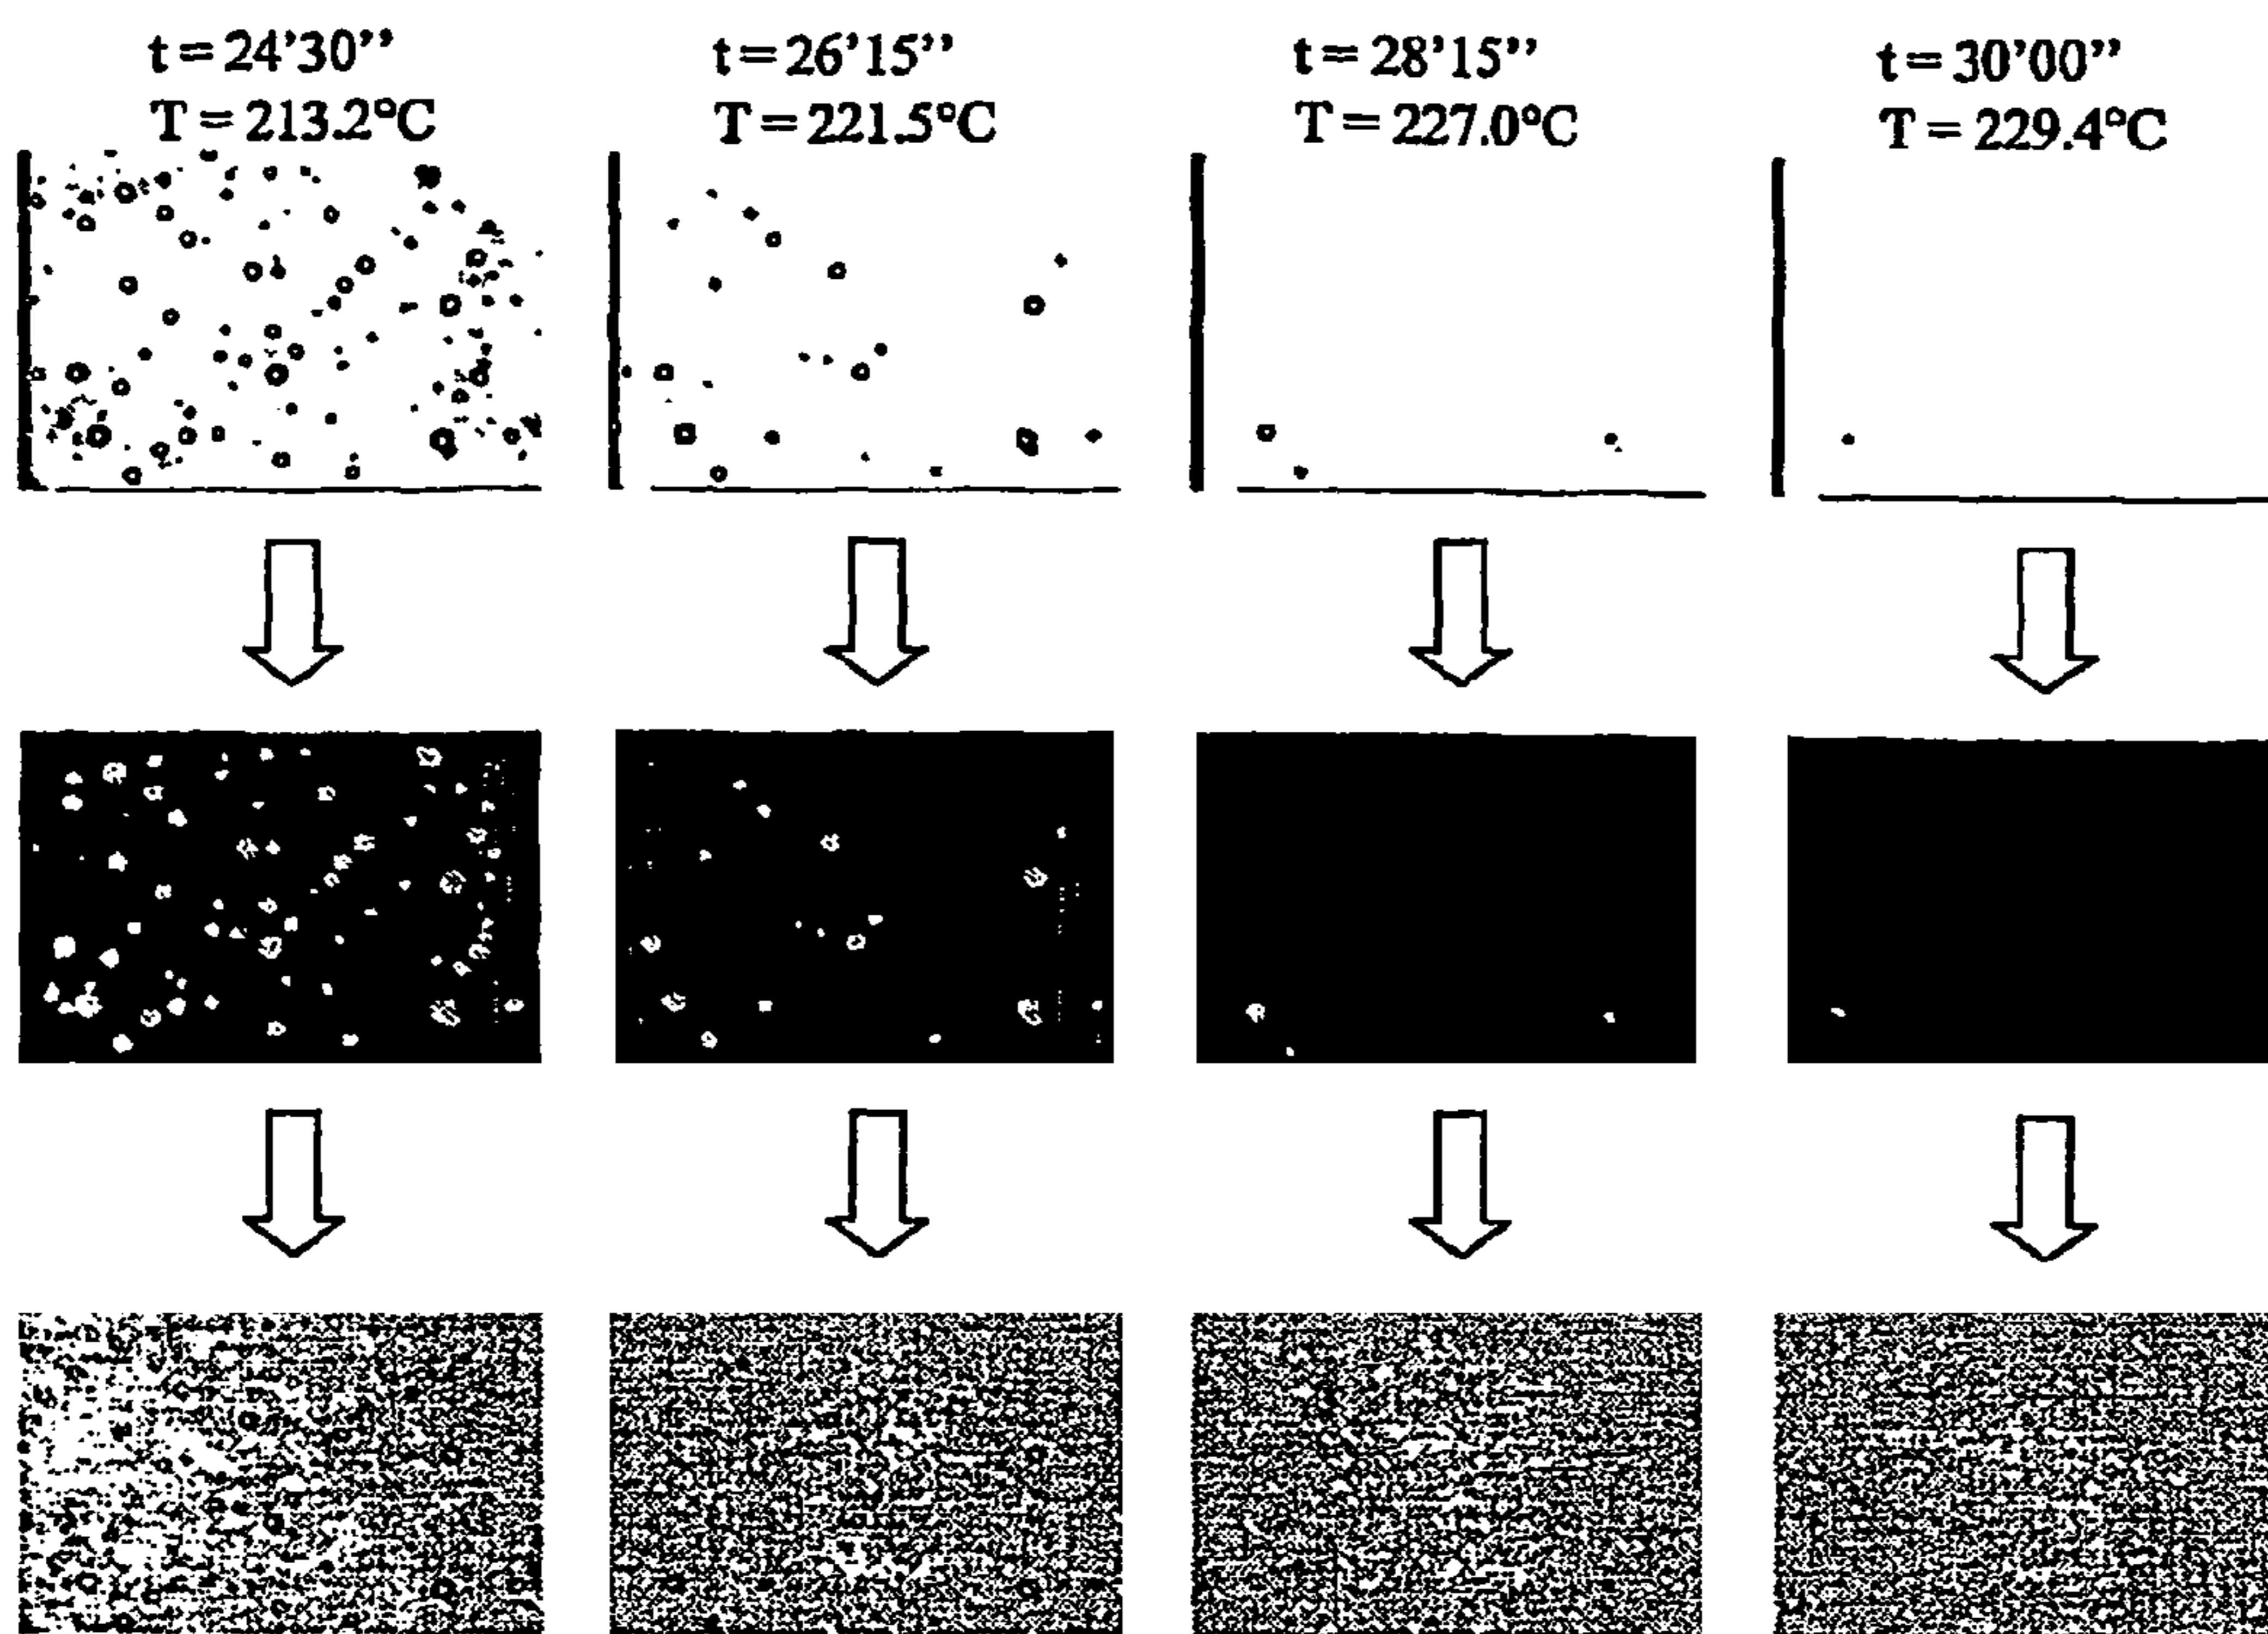 t = 24’30’’
T = 213.2°C
t = 26’15’’
T = 221.5°C
t = 28’15’’
T = 227.0°C
t = 30’00’’
T = 229.4°C